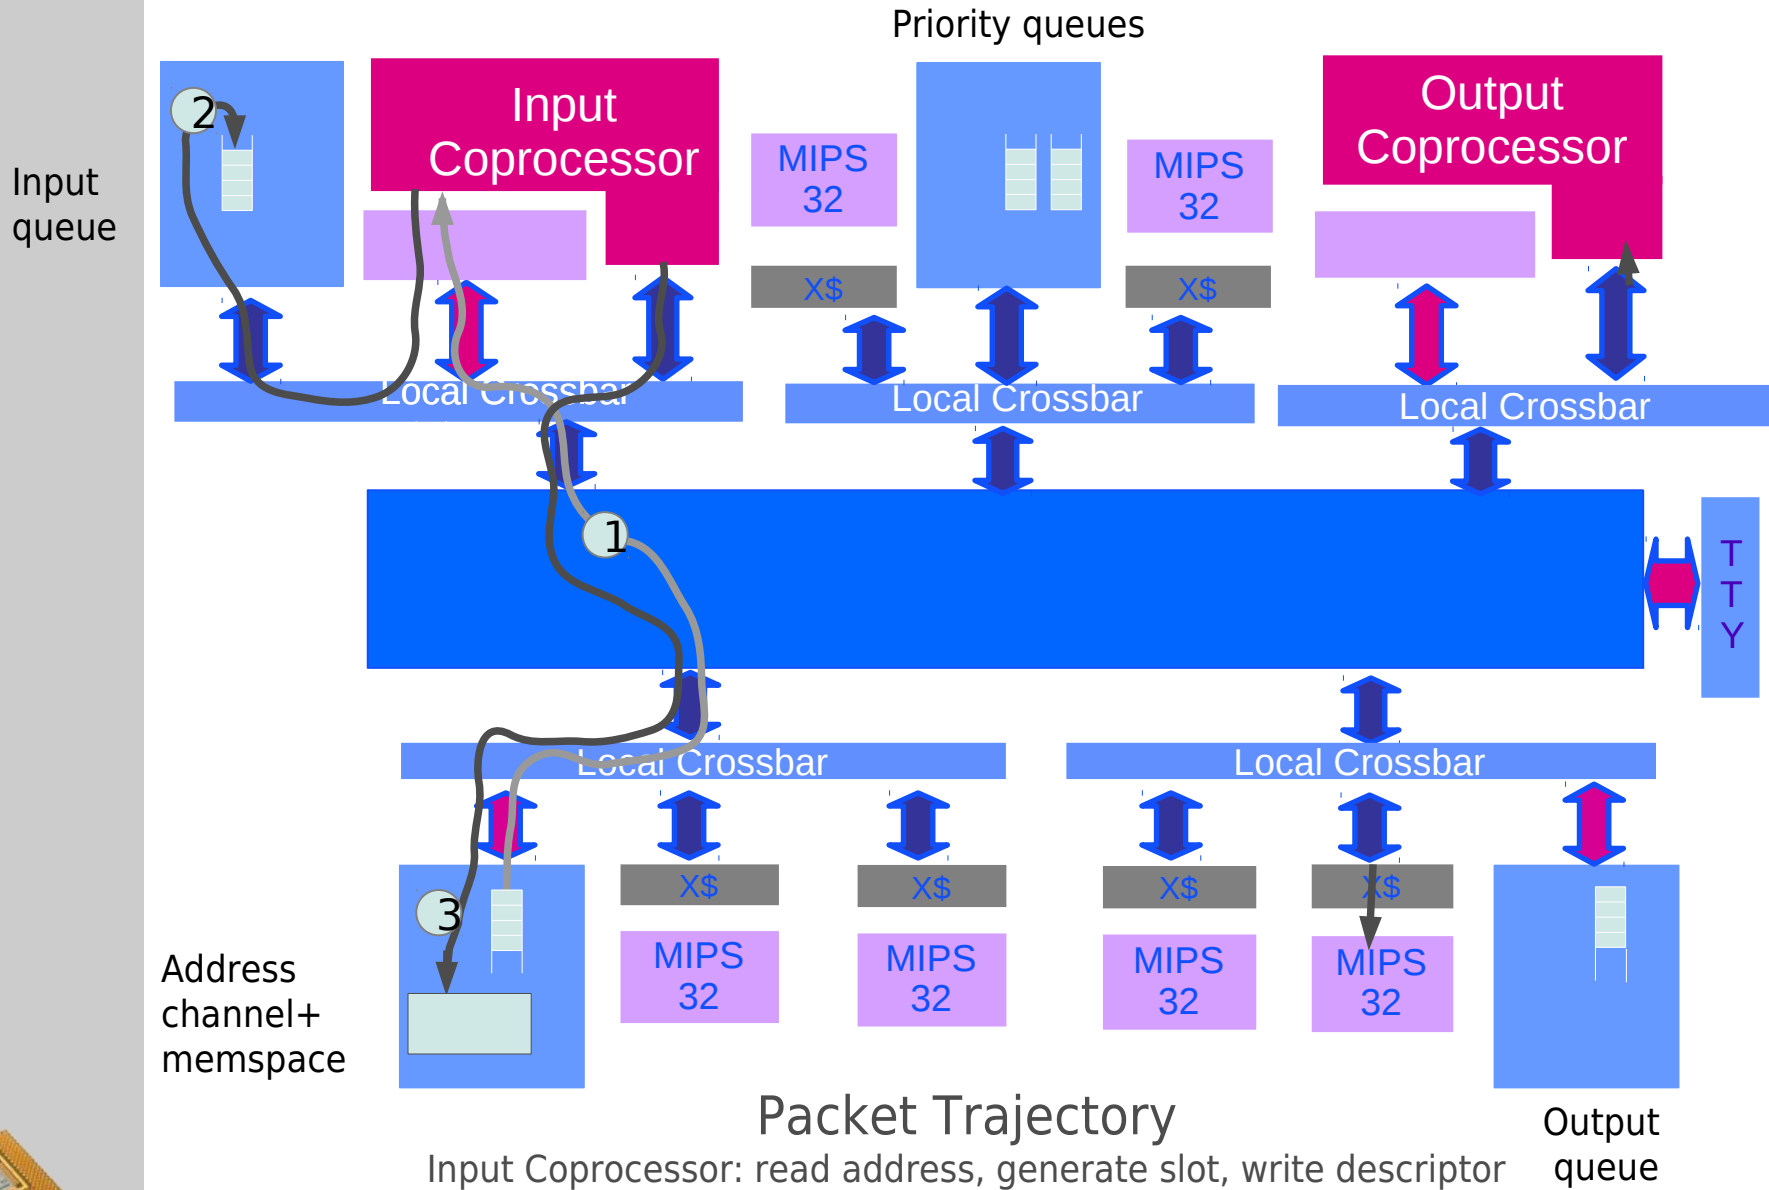 Priority queues
2
Input
Coprocessor
Output
Coprocessor
Input
queue
MIPS
32
MIPS
32
X$
X$
Local Crossbar
Local Crossbar
Local Crossbar
1
T
T
Y
Local Crossbar
Local Crossbar
X$
X$
X$
X$
3
MIPS
32
MIPS
32
MIPS
32
MIPS
32
Address
channel+
memspace
Packet Trajectory
Input Coprocessor: read address, generate slot, write descriptor
Output
queue